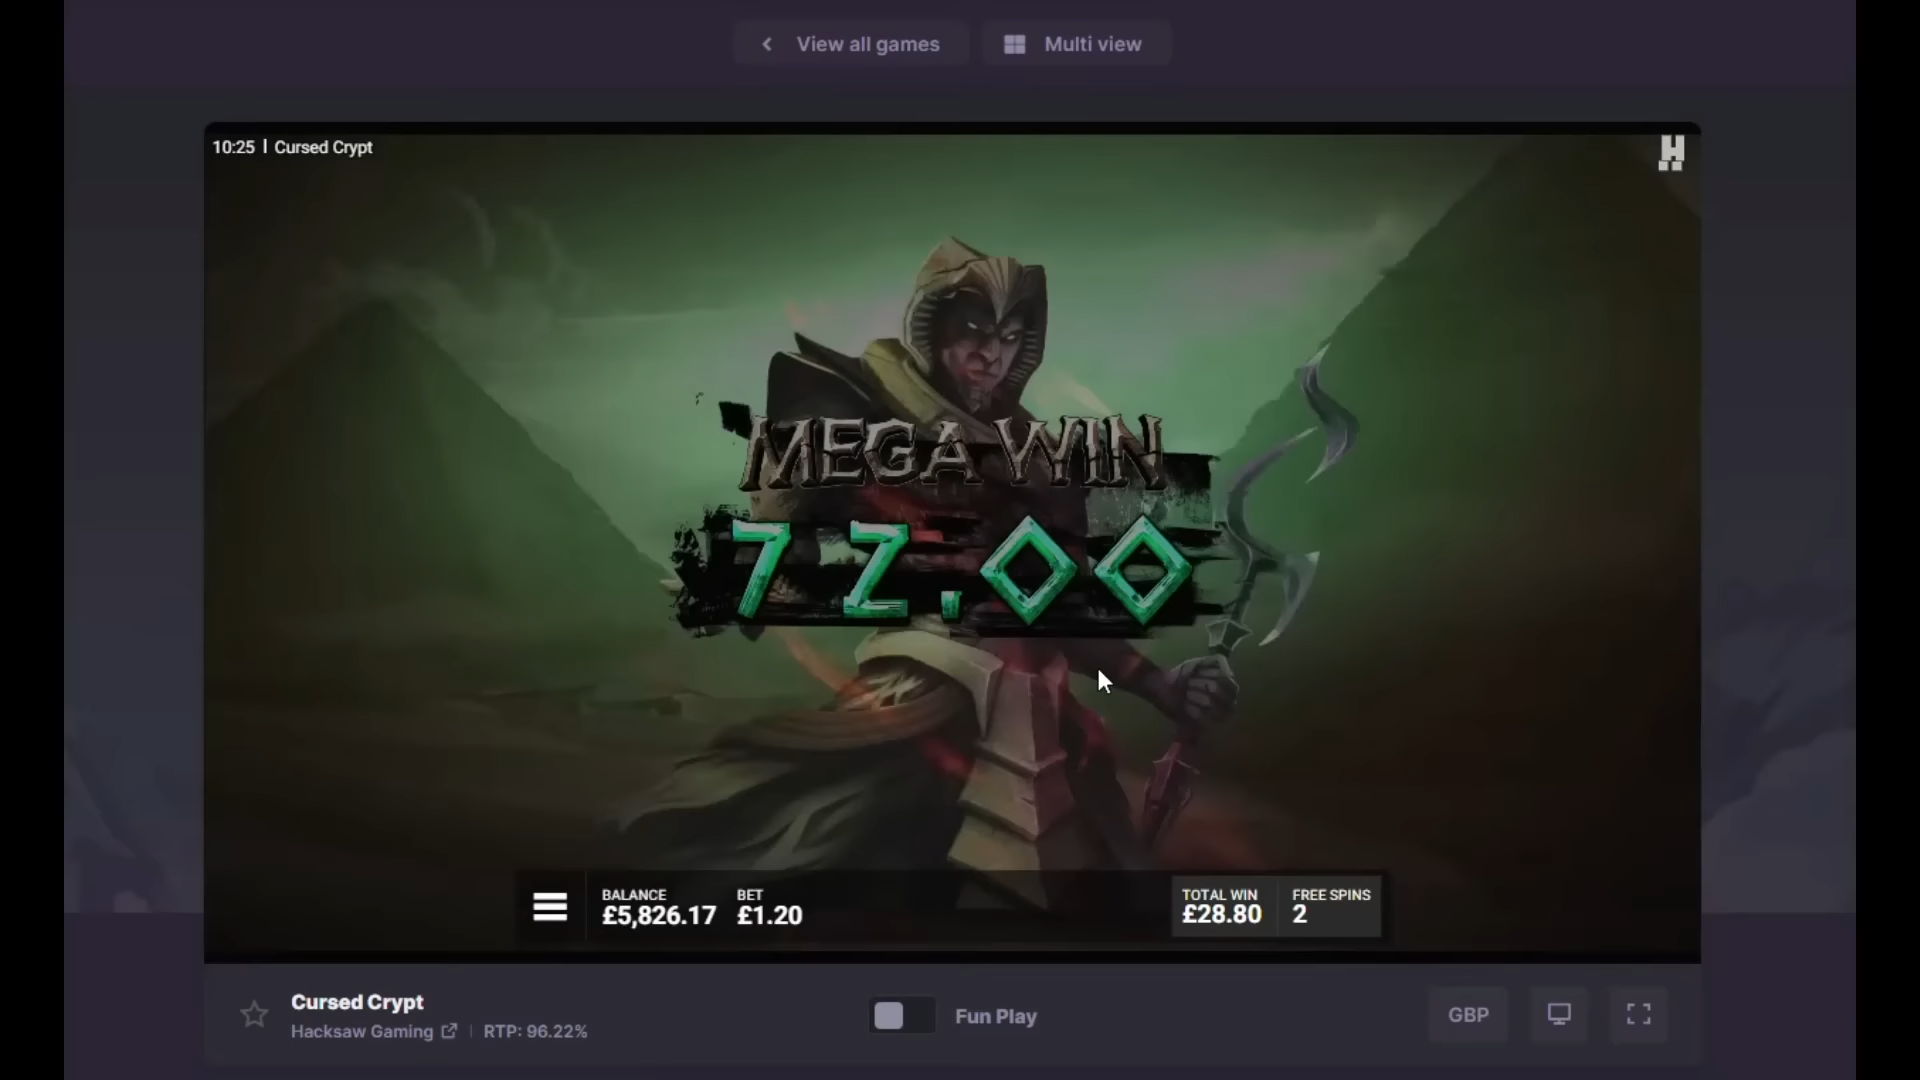 View all games
Multi view
10:25 | Cursed Crypt
MEGA WIN
72.00
BALANCE
£5,826.17
BET
£1.20
TOTAL WIN
£28.80
FREE SPINS
2
Cursed Crypt
Hacksaw Gaming | RTP: 96.22%
Fun Play
GBP